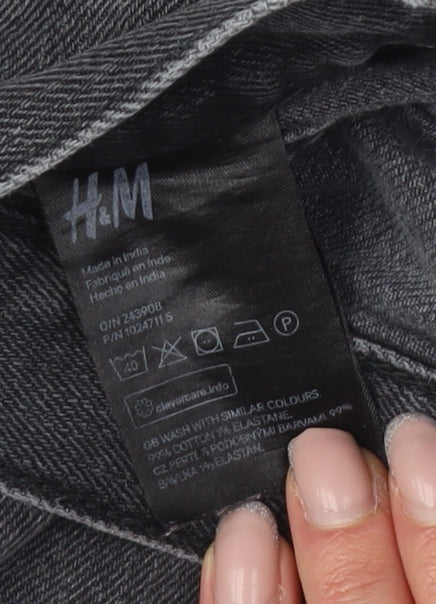 H&M
Made in India
Fabriqué en Inde
Hecho en India
O/N 243908
P/N 1024711 5
40
P
clevercare.info
GB WASH WITH SIMILAR COLOURS.
99% COTTON 1% ELASTANE.
CZ PERTE S PODOBNÝMI BARVAMI. 99%
BAVLNA 1% ELASTAN.